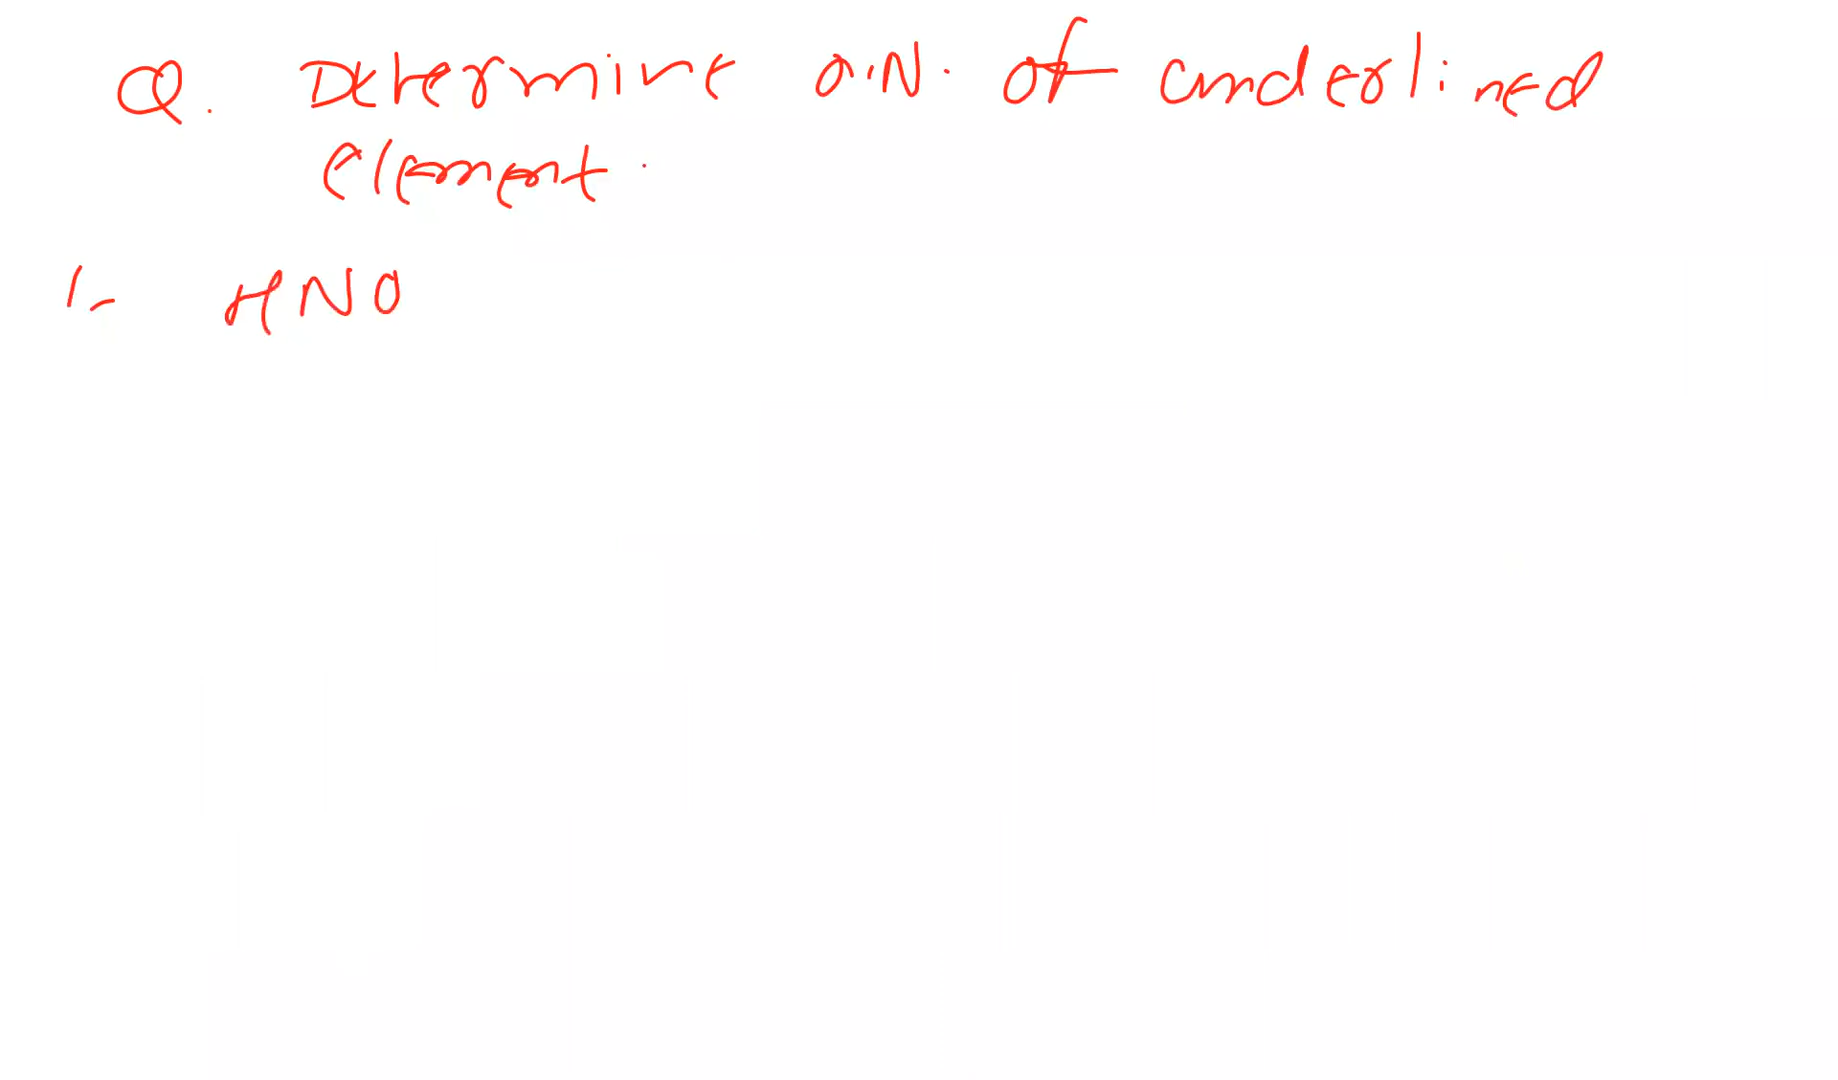 Q. Determine O.N. of underlined
element.
1- HNO